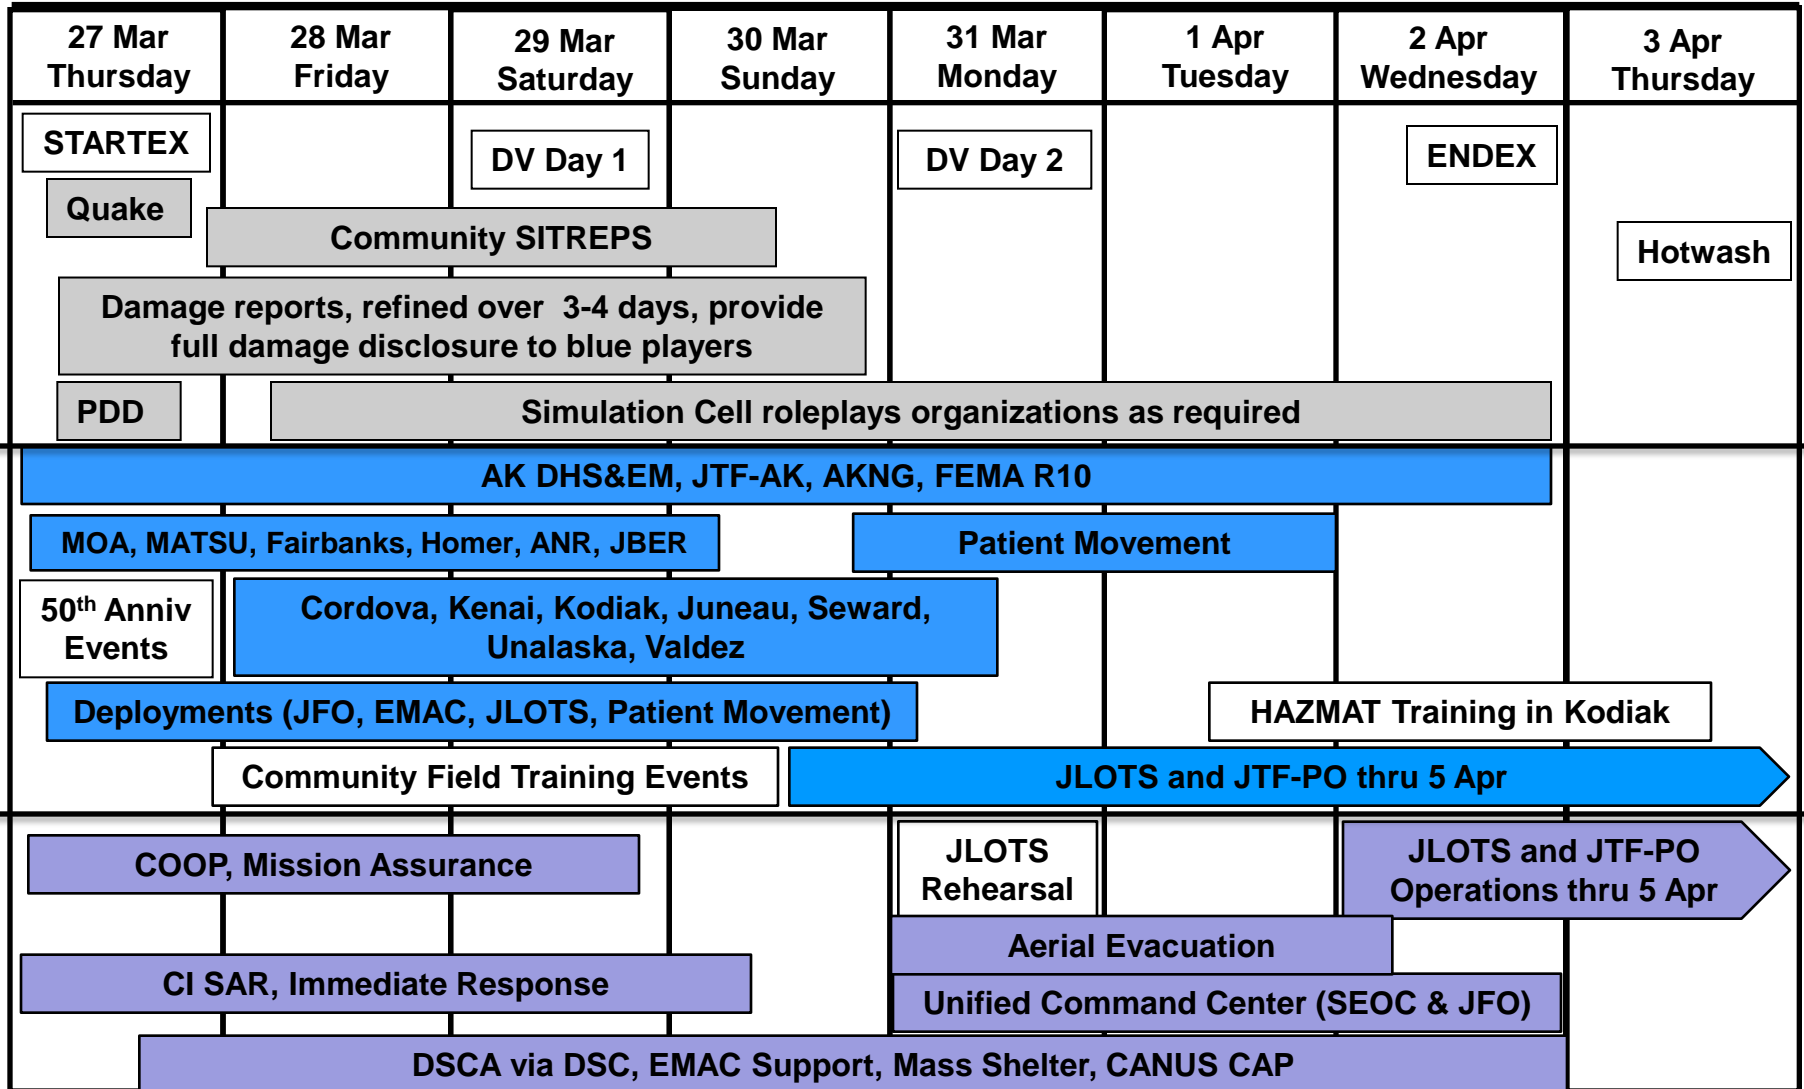 27 Mar
Thursday
28 Mar
Friday
29 Mar
Saturday
30 Mar
Sunday
31 Mar
Monday
1 Apr
Tuesday
2 Apr
Wednesday
3 Apr
Thursday
STARTEX
DV Day 1
DV Day 2
ENDEX
Quake
Community SITREPS
Hotwash
Damage reports, refined over 3-4 days, provide
full damage disclosure to blue players
PDD
Simulation Cell roleplays organizations as required
AK DHS&EM, JTF-AK, AKNG, FEMA R10
MOA, MATSU, Fairbanks, Homer, ANR, JBER
Patient Movement
50th Anniv
Events
Cordova, Kenai, Kodiak, Juneau, Seward,
Unalaska, Valdez
Deployments (JFO, EMAC, JLOTS, Patient Movement)
HAZMAT Training in Kodiak
Community Field Training Events
JLOTS and JTF-PO thru 5 Apr
COOP, Mission Assurance
JLOTS
Rehearsal
JLOTS and JTF-PO
Operations thru 5 Apr
Aerial Evacuation
CI SAR, Immediate Response
Unified Command Center (SEOC & JFO)
DSCA via DSC, EMAC Support, Mass Shelter, CANUS CAP